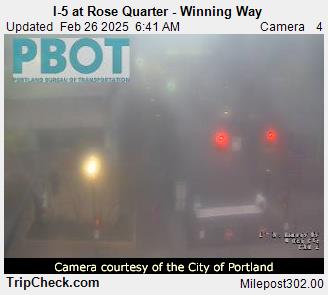 I-5 at Rose Quarter - Winning Way
Updated Feb 26 2025 6:41 AM Camera 4
PBOT
PORTLAND BUREAU OF TRANSPORTATION
Camera courtesy of the City of Portland
TripCheck.com Milepost302.00